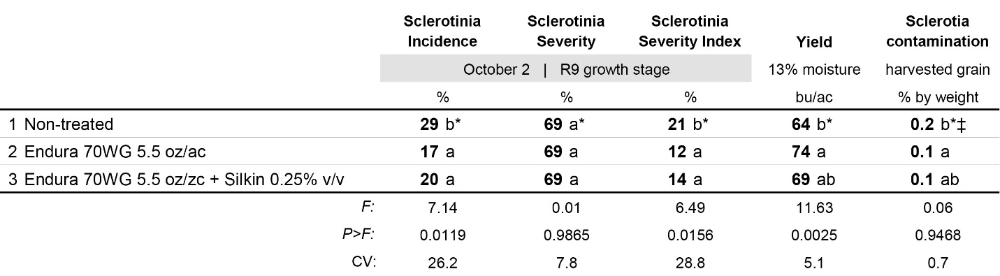 Sclerotinia Sclerotinia Sclerotinia Sclerotia
Incidence Severity Severity Index Yield contamination
October 2 | R9 growth stage 13% moisture harvested grain
% % % bu/ac % by weight
1 Non-treated 29 b* 69 a* 21 b* 64 b* 0.2 b*‡
2 Endura 70WG 5.5 oz/ac 17 a 69 a 12 a 74 a 0.1 a
3 Endura 70WG 5.5 oz/zc + Silkin 0.25% v/v 20 a 69 a 14 a 69 ab 0.1 ab
F: 7.14 0.01 6.49 11.63 0.06
P>F: 0.0119 0.9865 0.0156 0.0025 0.9468
CV: 26.2 7.8 28.8 5.1 0.7